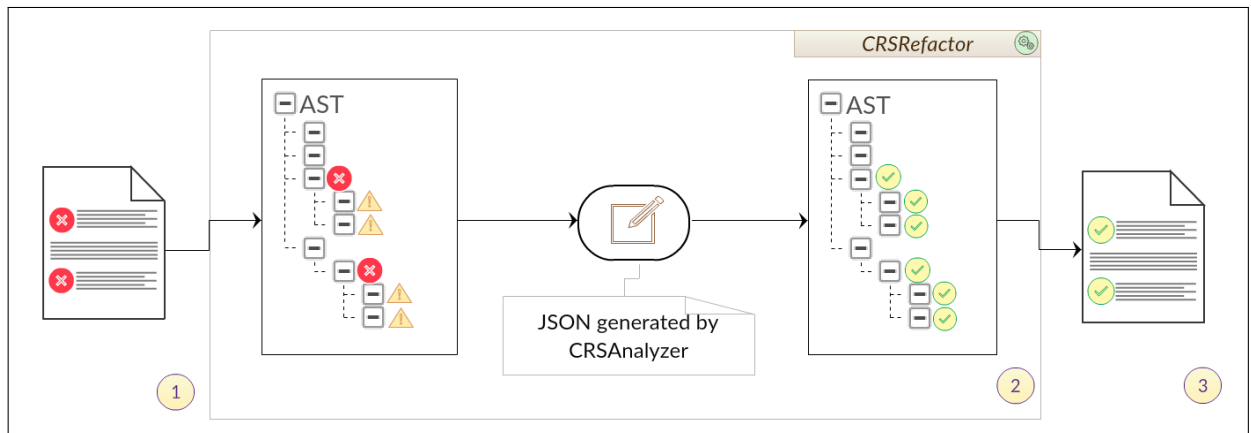 CRSRefactor
AST
AST
JSON generated by
CRSAnalyzer
1
2
3